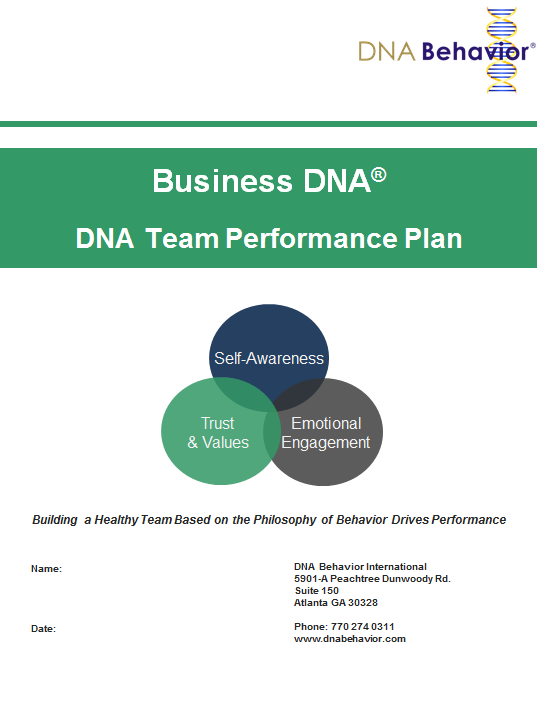 DNA Behavior®
Business DNA®
DNA Team Performance Plan
Self-Awareness
Trust
& Values
Emotional
Engagement
Building a Healthy Team Based on the Philosophy of Behavior Drives Performance
Name:
Date:
DNA Behavior International
5901-A Peachtree Dunwoody Rd.
Suite 150
Atlanta GA 30328
Phone: 770 274 0311
www.dnabehavior.com